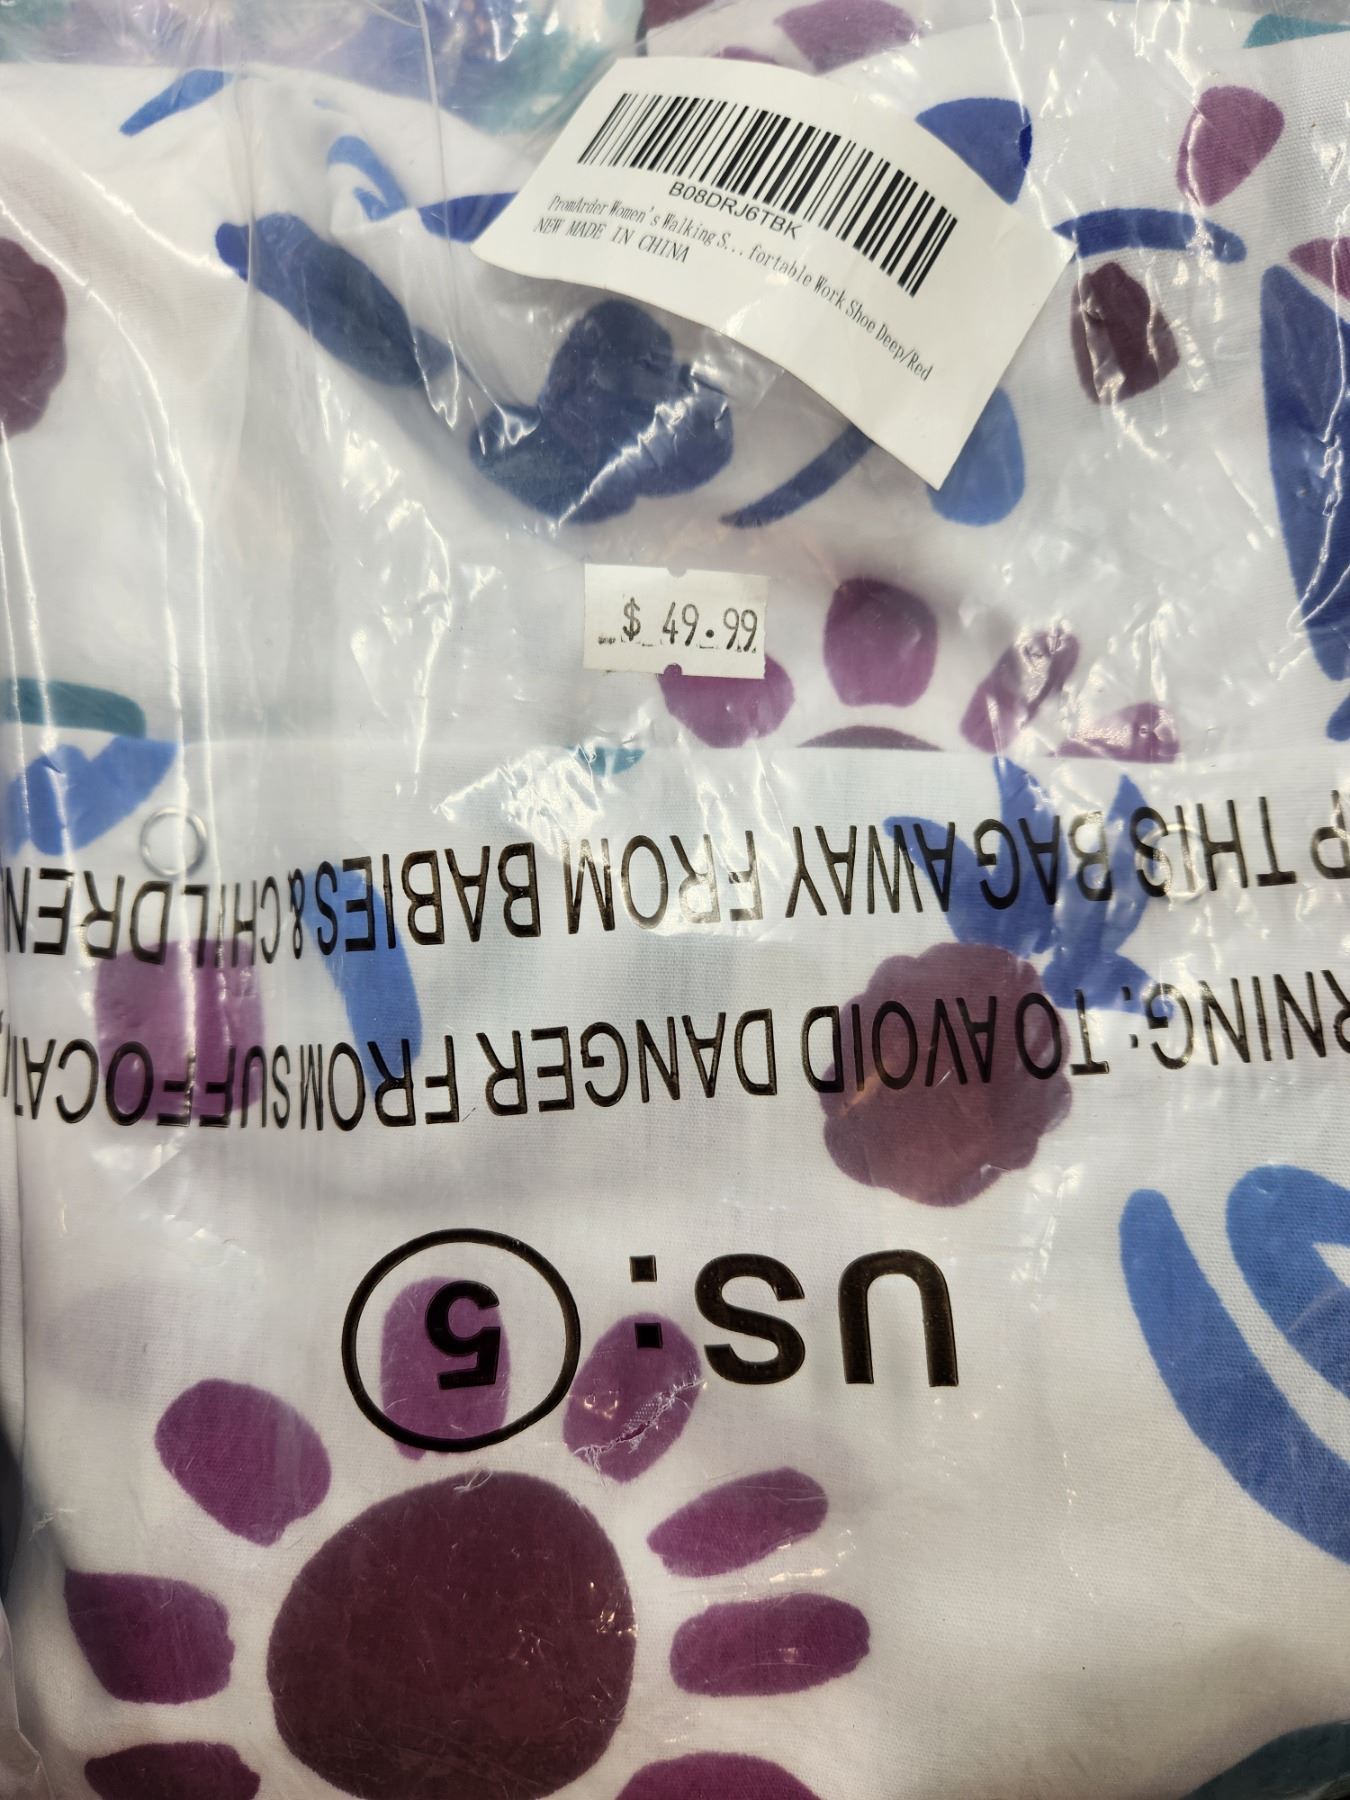 B08DRJ6TBK
PromArder Women's Walking S... fortable Work Shoe Deep/Red
NEW MADE IN CHINA
$ 49.99
US: 5
RNING: TO AVOID DANGER FROM SUFFOCATI
P THIS BAG AWAY FROM BABIES&CHILDREN